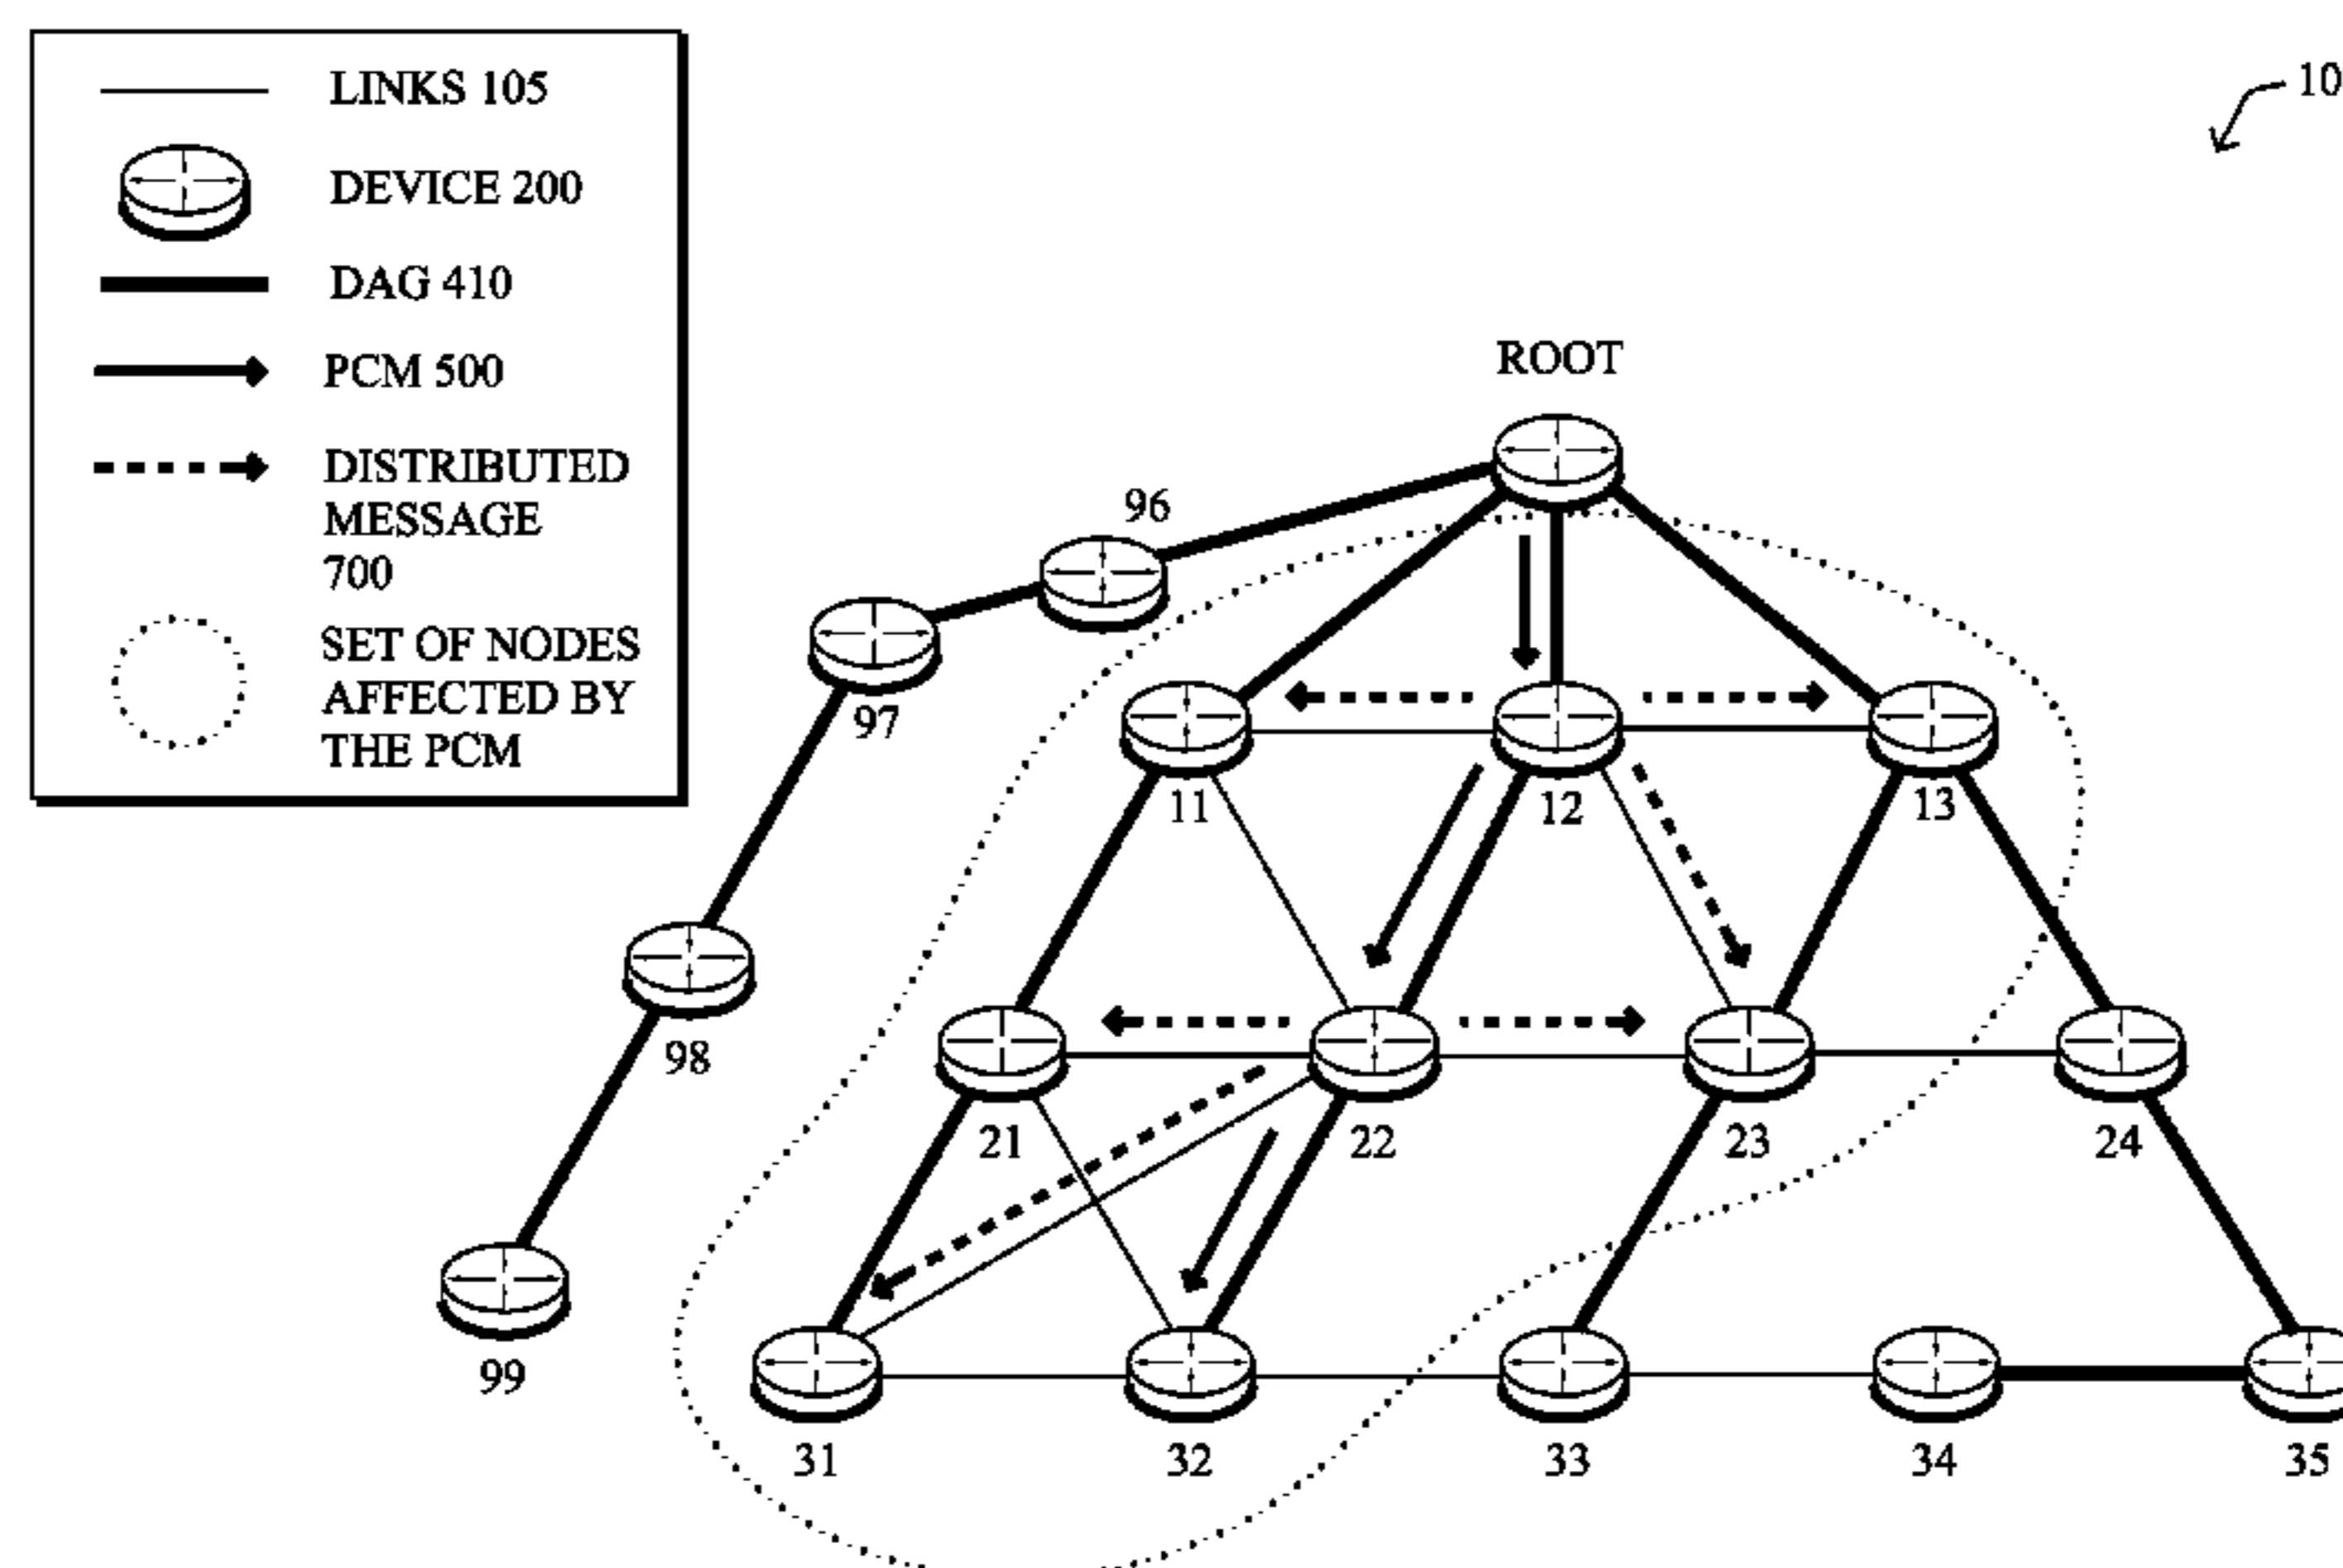 LINKS 105
DEVICE 200
DAG 410
PCM 500
DISTRIBUTED
MESSAGE
700
SET OF NODES
AFFECTED BY
THE PCM
10
ROOT
96
97
11
12
13
98
21
22
23
24
99
31
32
33
34
35